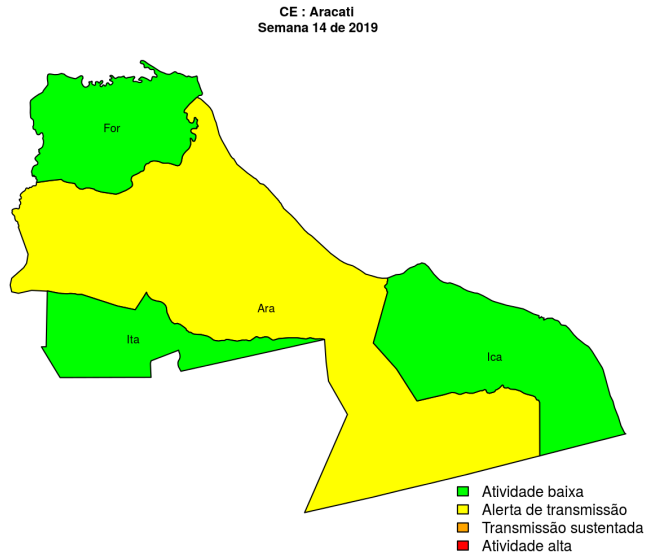 CE : Aracati
Semana 14 de 2019
For
Ara
Ita
Ica
Atividade baixa
Alerta de transmissão
Transmissão sustentada
Atividade alta